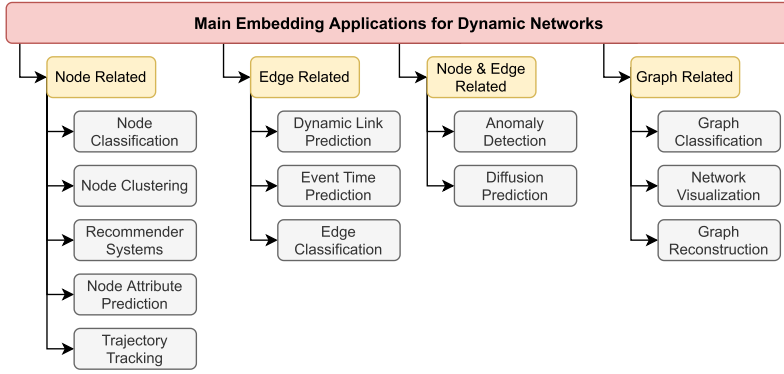 Main Embedding Applications for Dynamic Networks
Node Related
Node
Classification
Node Clustering
Recommender
Systems
Node Attribute
Prediction
Trajectory
Tracking
Edge Related
Dynamic Link
Prediction
Event Time
Prediction
Edge
Classification
Node & Edge
Related
Anomaly
Detection
Diffusion
Prediction
Graph Related
Graph
Classification
Network
Visualization
Graph
Reconstruction